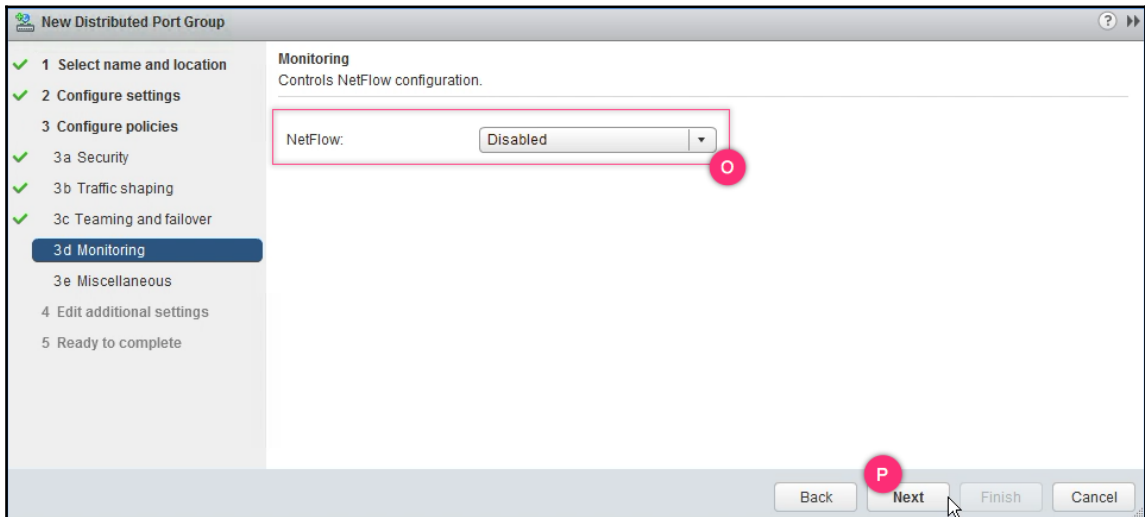 New Distributed Port Group
?
1 Select name and location
2 Configure settings
3 Configure policies
3a Security
3b Traffic shaping
3c Teaming and failover
3d Monitoring
3e Miscellaneous
4 Edit additional settings
5 Ready to complete
Monitoring
Controls NetFlow configuration.
NetFlow: Disabled
O
P
Back Next Finish Cancel